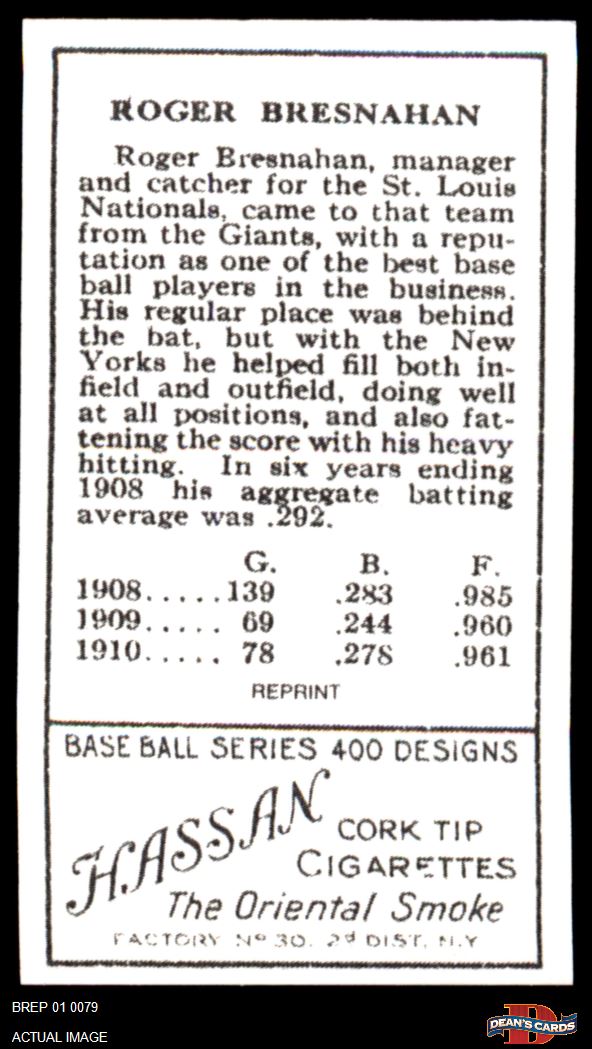 ROGER BRESNAHAN
Roger Bresnahan, manager
and catcher for the St. Louis
Nationals, came to that team
from the Giants, with a repu-
tation as one of the best base
ball players in the business.
His regular place was behind
the bat, but with the New
Yorks he helped fill both in-
field and outfield, doing well
at all positions, and also fat-
tening the score with his heavy
hitting. In six years ending
1908 his aggregate batting
average was .292.
G. B. F.
1908.....139 .283 .985
1909..... 69 .244 .960
1910..... 78 .278 .961
REPRINT
BASE BALL SERIES 400 DESIGNS
HASSAN
CORK TIP
CIGARETTES
The Oriental Smoke
FACTORY Nº 30. 2ᵈ DIST. N.Y
BREP 01 0079
ACTUAL IMAGE
D
DEAN'S CARDS